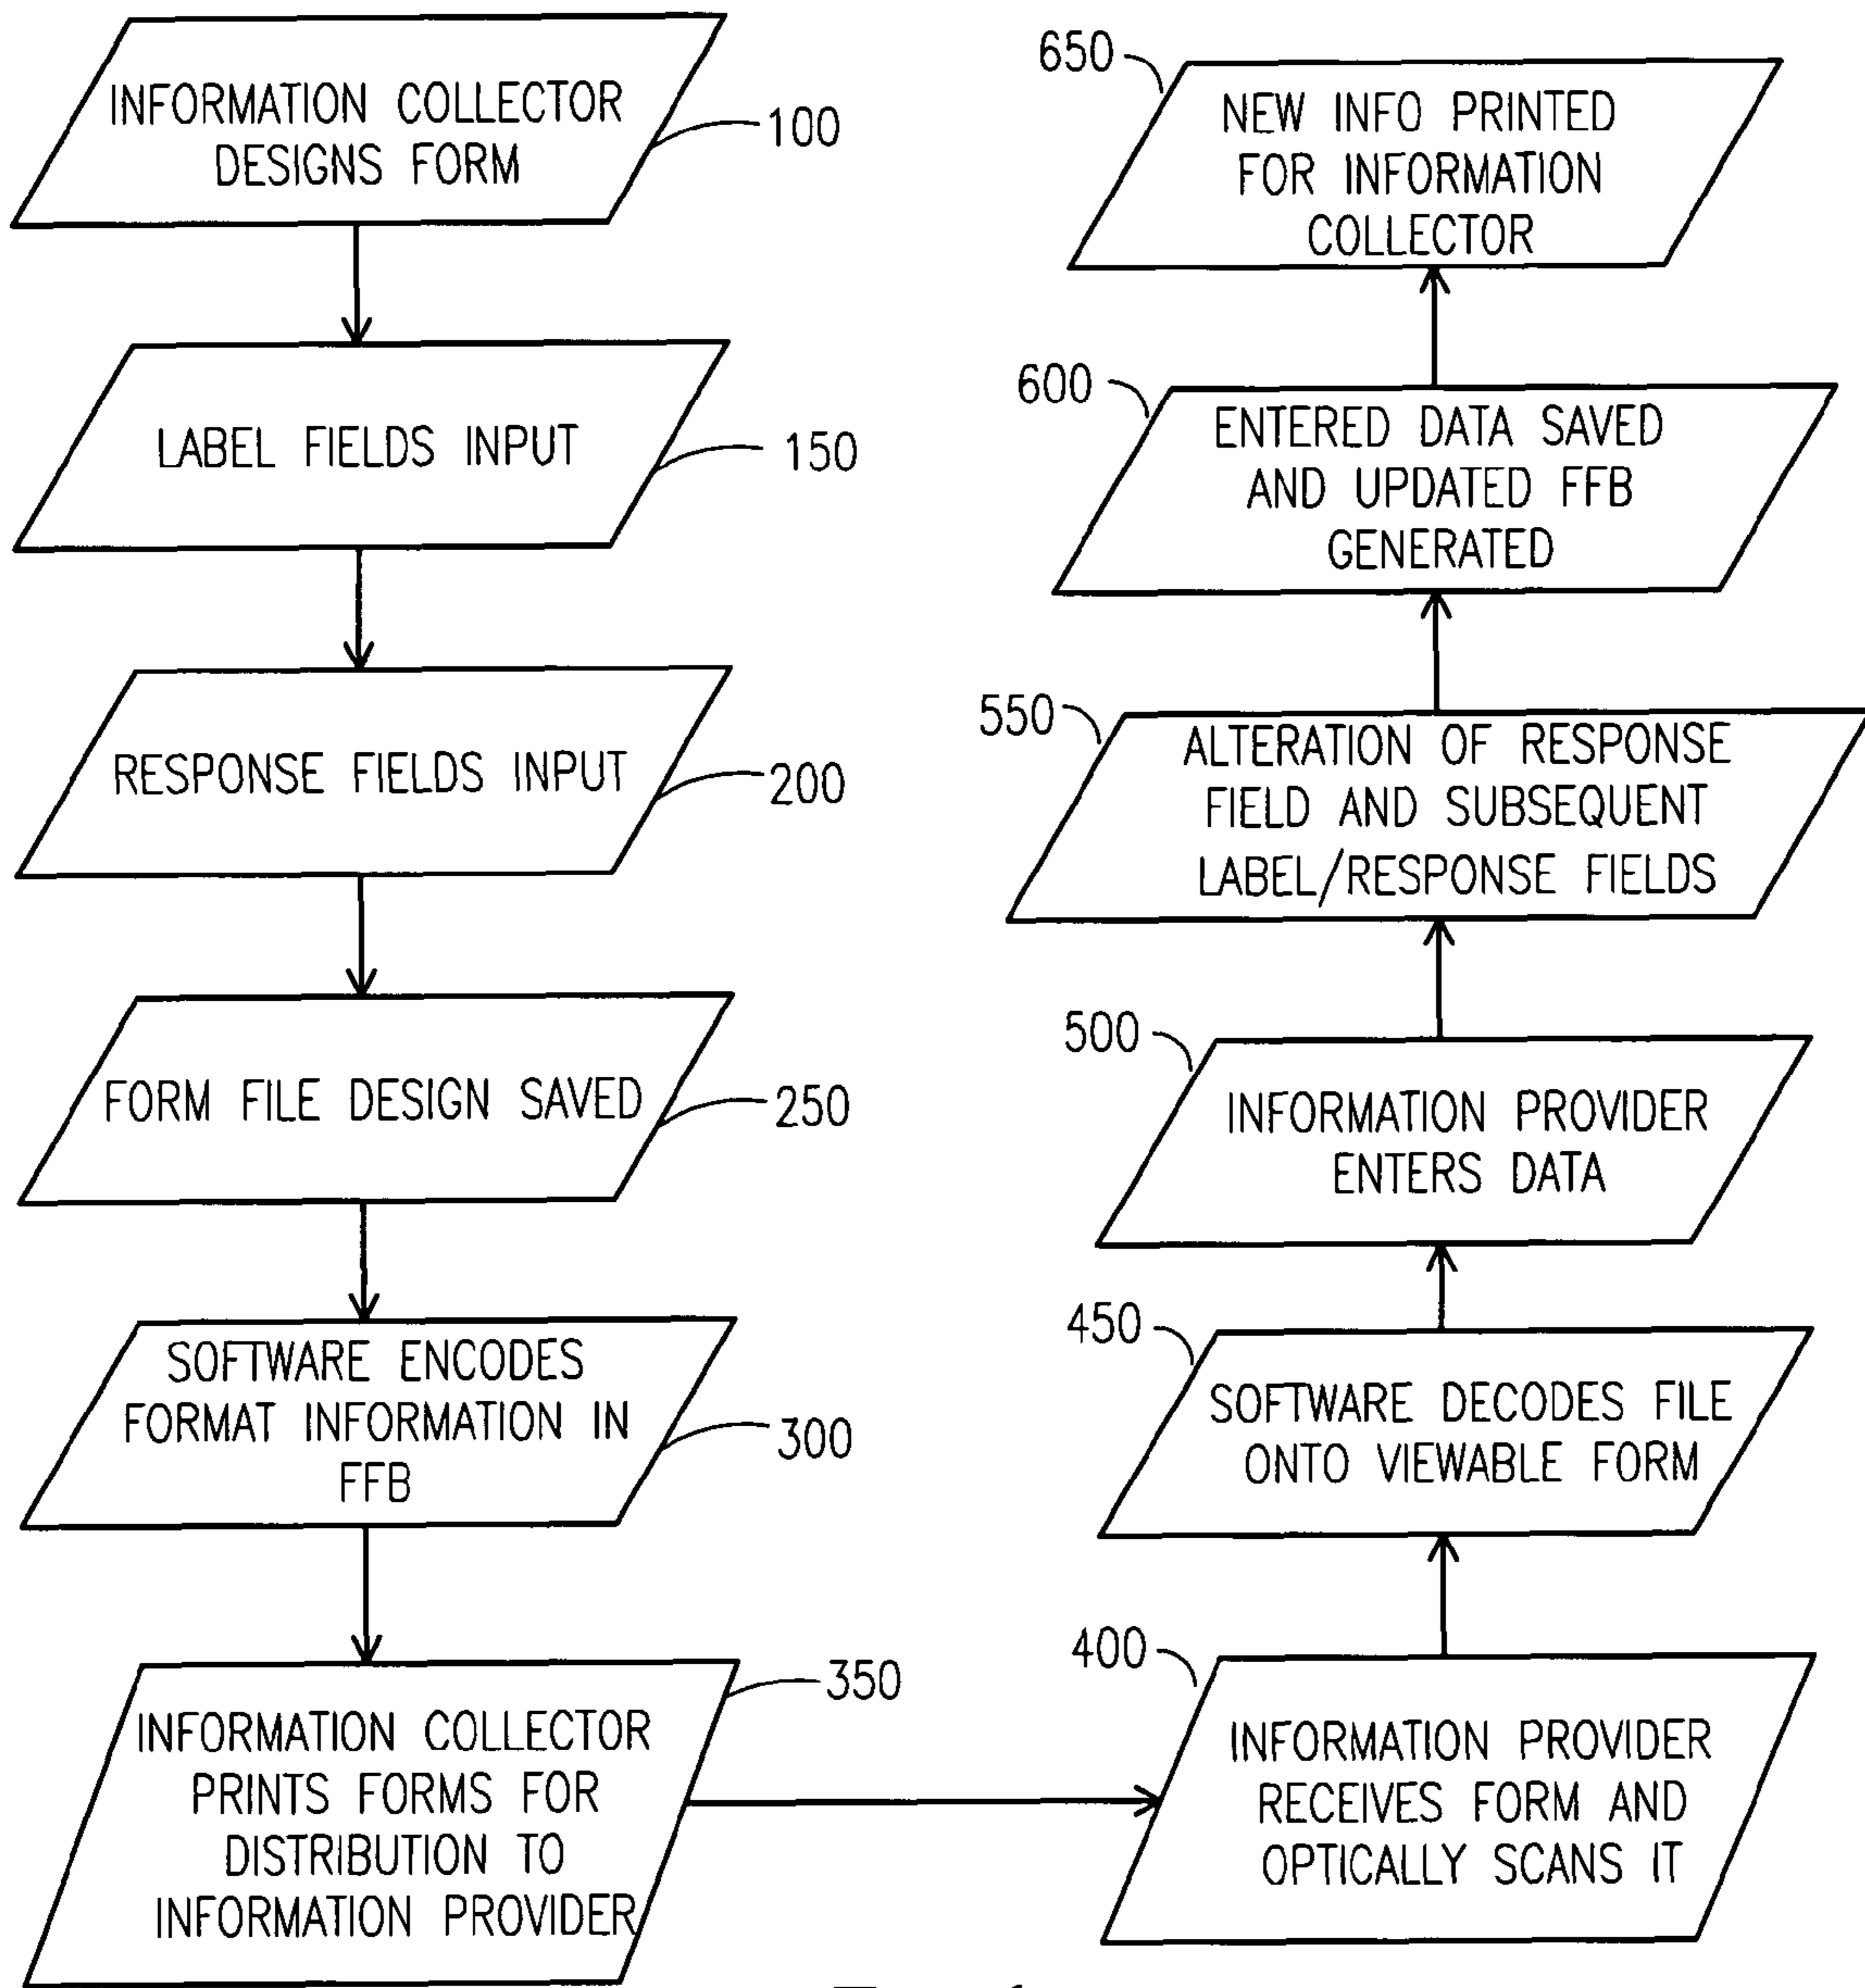 INFORMATION COLLECTOR
DESIGNS FORM
100
LABEL FIELDS INPUT
150
RESPONSE FIELDS INPUT
200
FORM FILE DESIGN SAVED
250
SOFTWARE ENCODES
FORMAT INFORMATION IN
FFB
300
INFORMATION COLLECTOR
PRINTS FORMS FOR
DISTRIBUTION TO
INFORMATION PROVIDER
350
400
INFORMATION PROVIDER
RECEIVES FORM AND
OPTICALLY SCANS IT
450
SOFTWARE DECODES FILE
ONTO VIEWABLE FORM
500
INFORMATION PROVIDER
ENTERS DATA
550
ALTERATION OF RESPONSE
FIELD AND SUBSEQUENT
LABEL/RESPONSE FIELDS
600
ENTERED DATA SAVED
AND UPDATED FFB
GENERATED
650
NEW INFO PRINTED
FOR INFORMATION
COLLECTOR